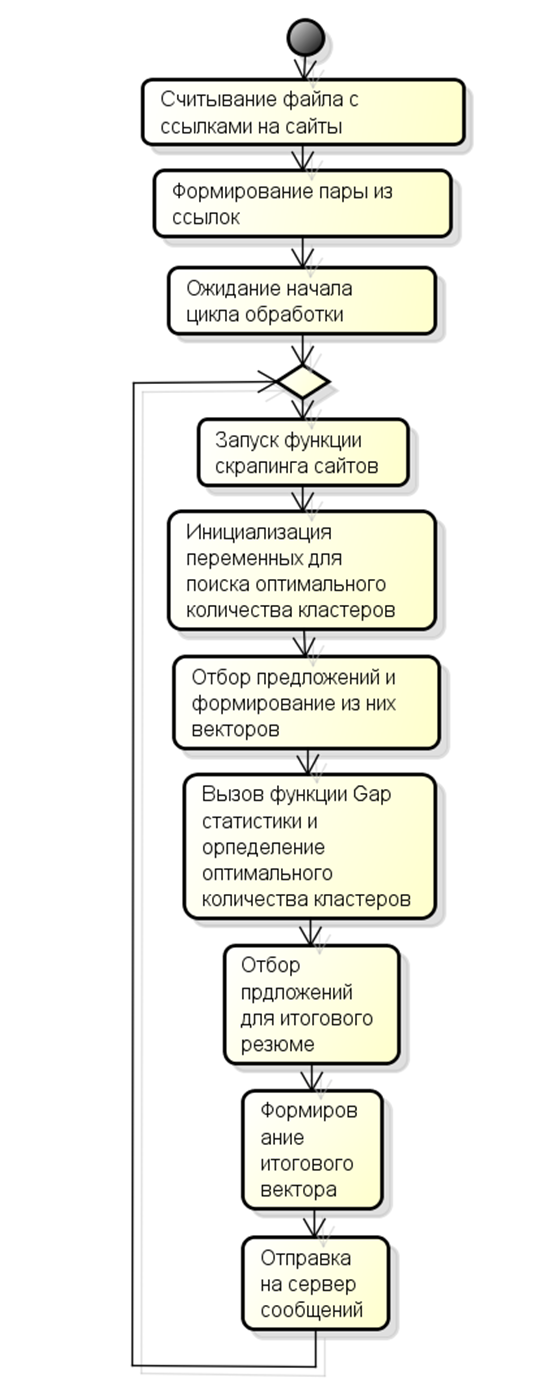 Считывание файла с
ссылками на сайты
Формирование пары из
ссылок
Ожидание начала
цикла обработки
Запуск функции
скрапинга сайтов
Инициализация
переменных для
поиска оптимального
количества кластеров
Отбор предложений и
формирование из них
векторов
Вызов функции Gap
статистики и
орпеделение
оптимального
количества кластеров
Отбор
прдложений
для итогового
резюме
Формиров
ание
итогового
вектора
Отправка
на сервер
сообщений